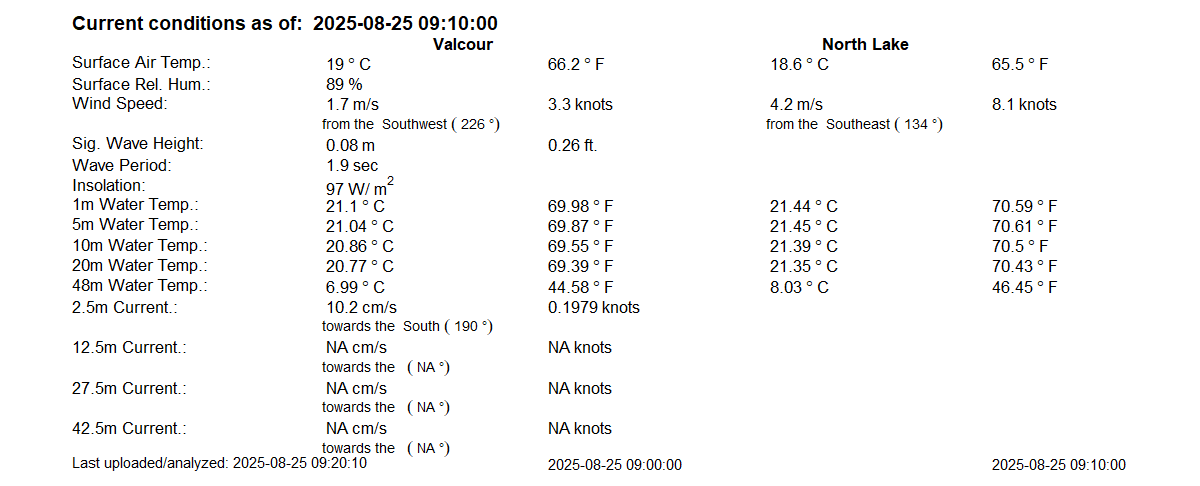 Current conditions as of: 2025-08-25 09:10:00
Valcour North Lake
Surface Air Temp.: 19 ° C 66.2 ° F 18.6 ° C 65.5 ° F
Surface Rel. Hum.: 89 %
Wind Speed: 1.7 m/s 3.3 knots 4.2 m/s 8.1 knots
from the Southwest ( 226 °) from the Southeast ( 134 °)
Sig. Wave Height: 0.08 m 0.26 ft.
Wave Period: 1.9 sec
Insolation: 97 W/ m²
1m Water Temp.: 21.1 ° C 69.98 ° F 21.44 ° C 70.59 ° F
5m Water Temp.: 21.04 ° C 69.87 ° F 21.45 ° C 70.61 ° F
10m Water Temp.: 20.86 ° C 69.55 ° F 21.39 ° C 70.5 ° F
20m Water Temp.: 20.77 ° C 69.39 ° F 21.35 ° C 70.43 ° F
48m Water Temp.: 6.99 ° C 44.58 ° F 8.03 ° C 46.45 ° F
2.5m Current.: 10.2 cm/s 0.1979 knots
towards the South ( 190 °)
12.5m Current.: NA cm/s NA knots
towards the ( NA °)
27.5m Current.: NA cm/s NA knots
towards the ( NA °)
42.5m Current.: NA cm/s NA knots
towards the ( NA °)
Last uploaded/analyzed: 2025-08-25 09:20:10 2025-08-25 09:00:00 2025-08-25 09:10:00